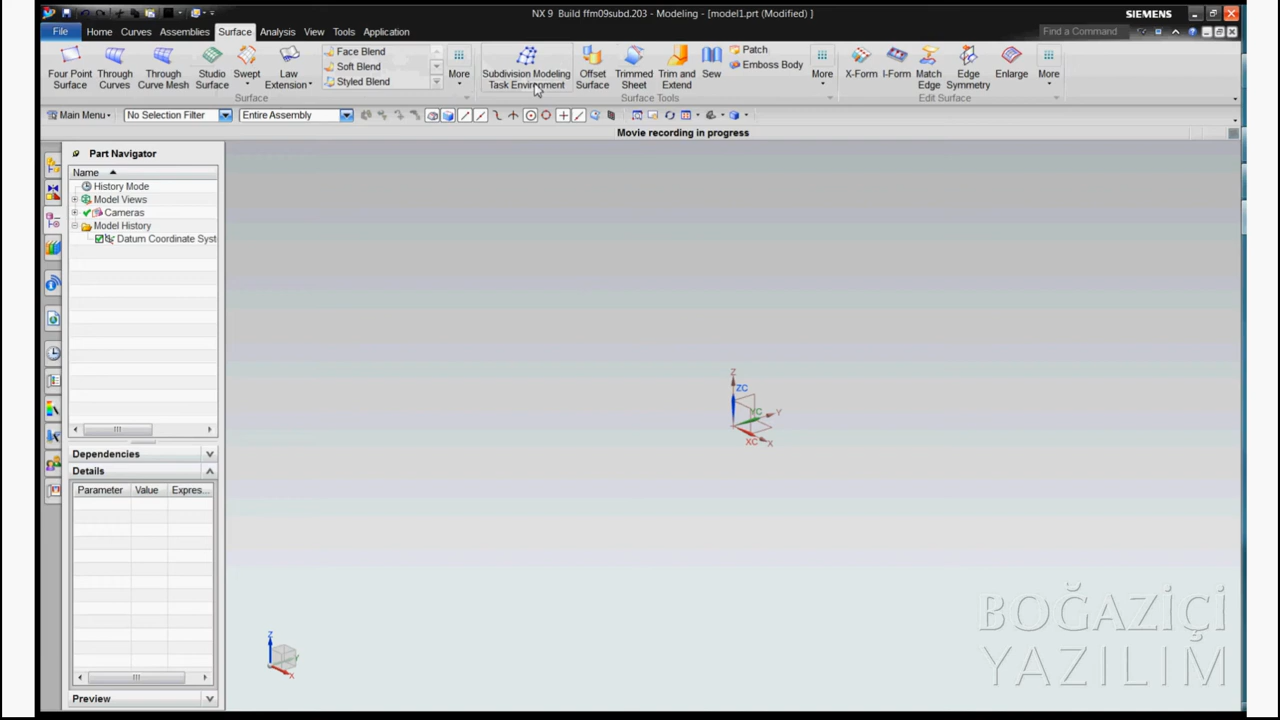 NX 9 Build ffm09subd.203 - Modeling - [model1.prt (Modified) ]
SIEMENS
File Home Curves Assemblies Surface Analysis View Tools Application
Find a Command
Four Point Surface
Through Curves
Through Curve Mesh
Studio Surface
Swept
Law Extension
Face Blend
Soft Blend
Styled Blend
More
Surface
Subdivision Modeling Task Environment
Offset Surface
Trimmed Sheet
Trim and Extend
Sew
Patch
Emboss Body
More
Surface Tools
X-Form
I-Form
Match Edge
Edge Symmetry
Enlarge
More
Edit Surface
Main Menu
No Selection Filter
Entire Assembly
Movie recording in progress
Part Navigator
Name
History Mode
Model Views
Cameras
Model History
Datum Coordinate Syst
Dependencies
Details
Parameter Value Expres...
Preview
Z
ZC
YC
Y
XC
X
Z
Y
X
BOĞAZİÇİ
YAZILIM